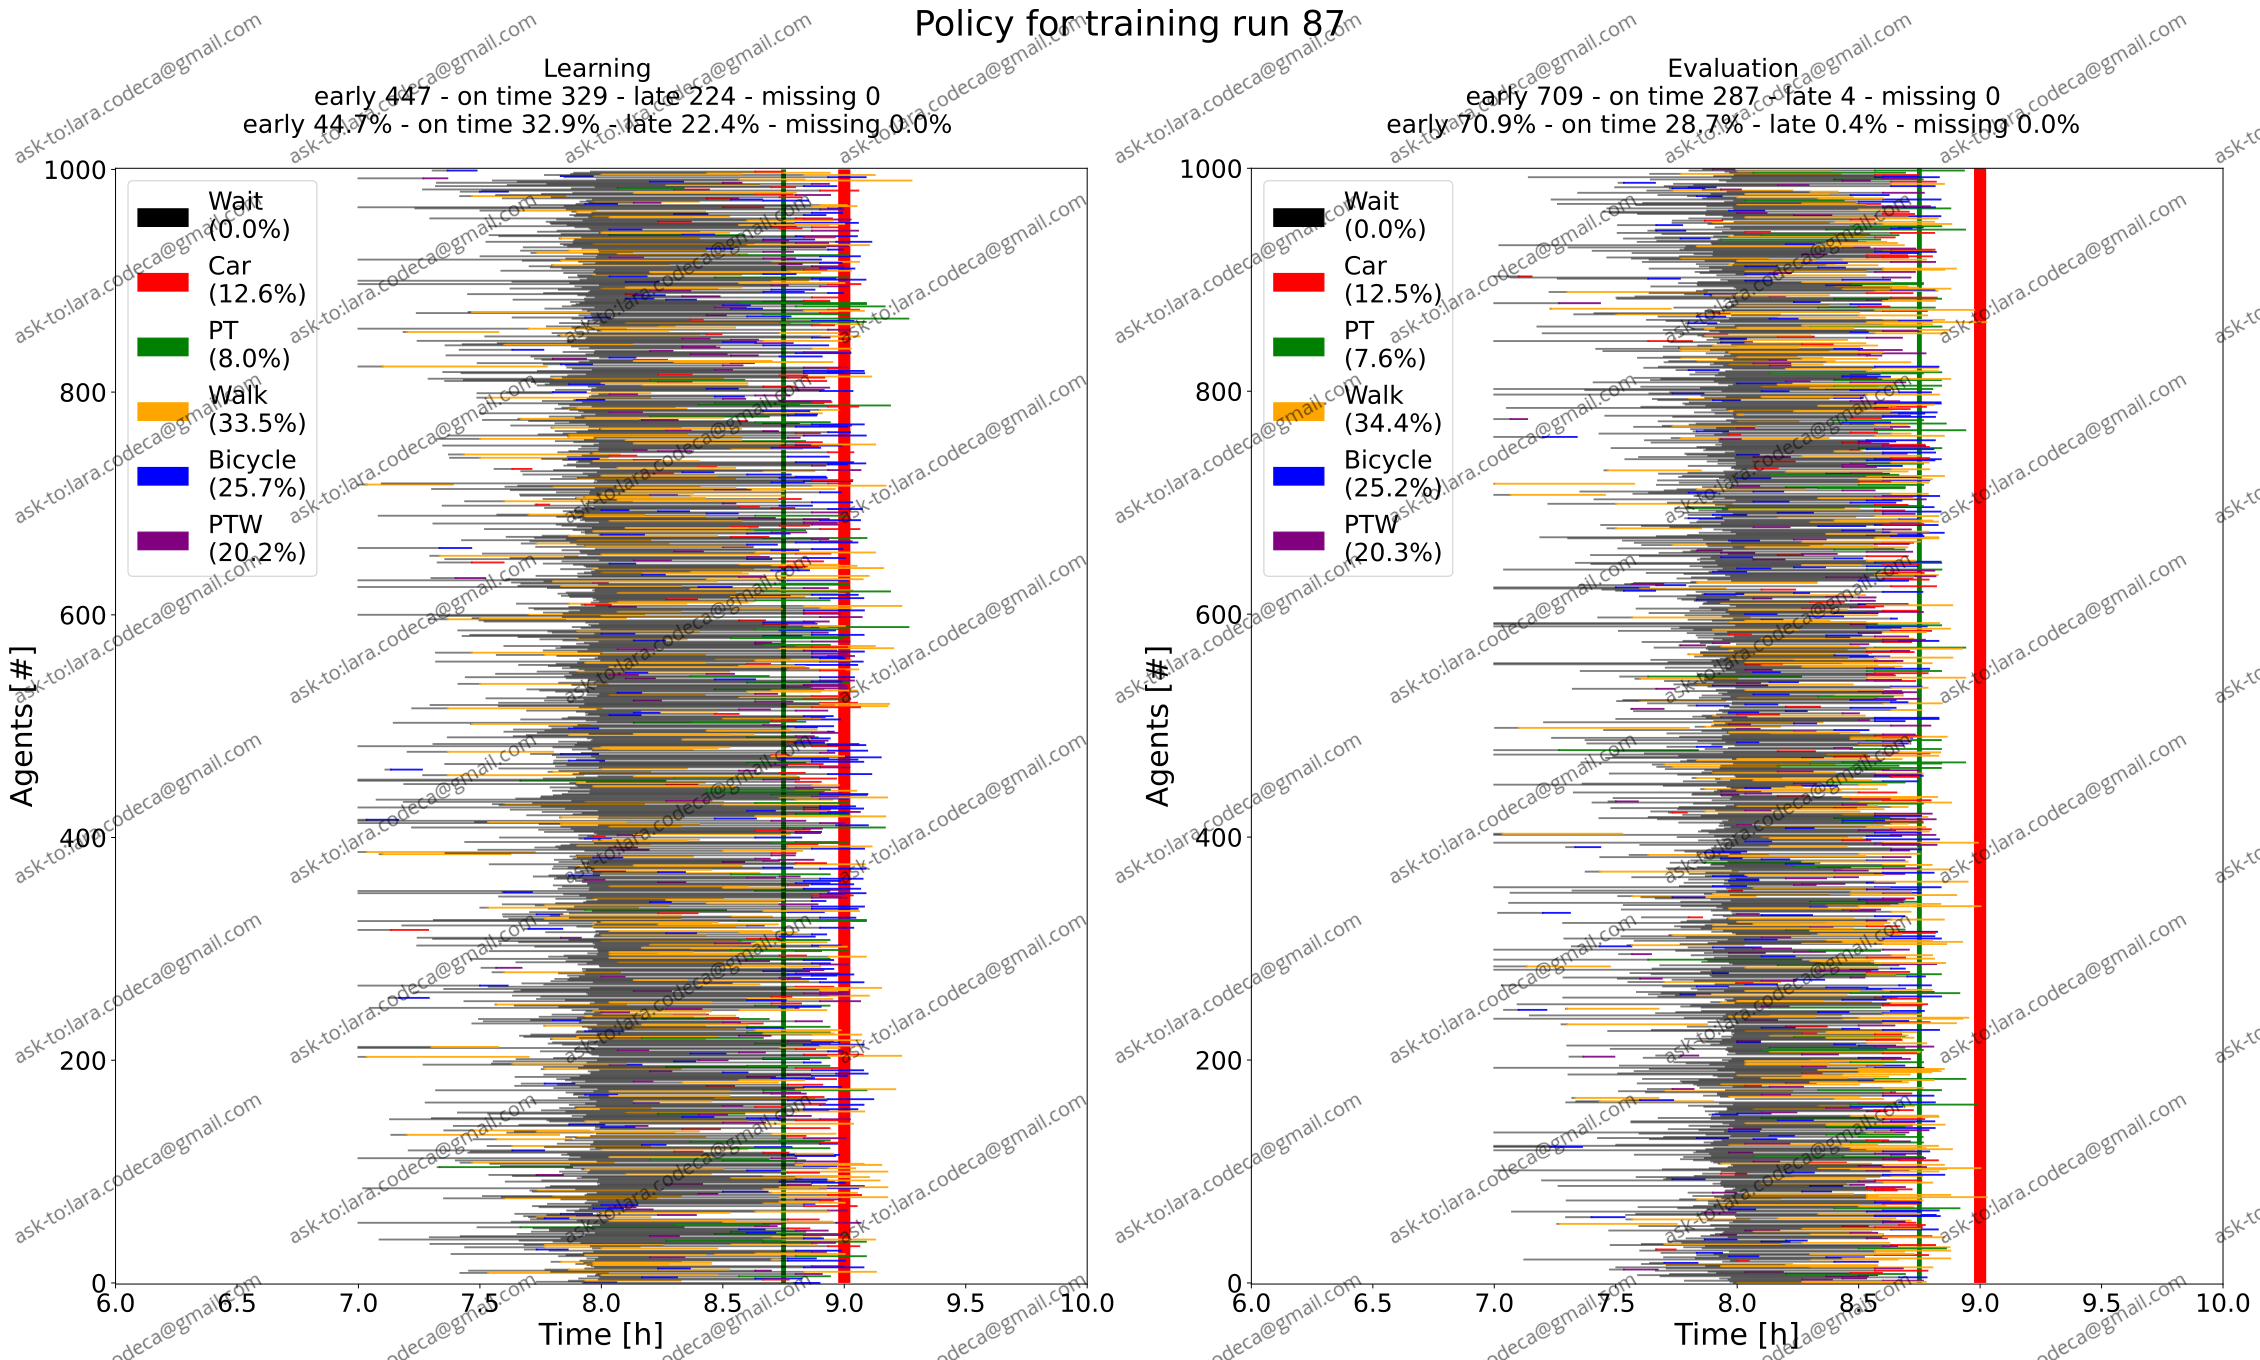 Policy for training run 87
Learning
early 447 - on time 329 - late 224 - missing 0
early 44.7% - on time 32.9% - late 22.4% - missing 0.0%
Agents [#]
1000
800
600
400
200
0
Wait
(0.0%)
Car
(12.6%)
PT
(8.0%)
Walk
(33.5%)
Bicycle
(25.7%)
PTW
(20.2%)
6.0 6.5 7.0 7.5 8.0 8.5 9.0 9.5 10.0
Time [h]
Evaluation
early 709 - on time 287 - late 4 - missing 0
early 70.9% - on time 28.7% - late 0.4% - missing 0.0%
Agents [#]
1000
800
600
400
200
0
Wait
(0.0%)
Car
(12.5%)
PT
(7.6%)
Walk
(34.4%)
Bicycle
(25.2%)
PTW
(20.3%)
6.0 6.5 7.0 7.5 8.0 8.5 9.0 9.5 10.0
Time [h]
ask-to:lara.codeca@gmail.com